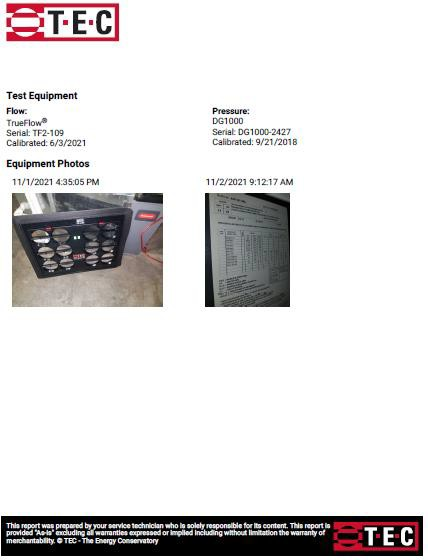 TEC
Test Equipment
Flow:
TrueFlow®
Serial: TF2-109
Calibrated: 6/3/2021
Pressure:
DG1000
Serial: DG1000-2427
Calibrated: 9/21/2018
Equipment Photos
11/1/2021 4:35:05 PM
11/2/2021 9:12:17 AM
This report was prepared by your service technician who is solely responsible for its content. This report is
provided "As-Is" excluding all warranties expressed or implied including without limitation the warranty of
merchantability. © TEC - The Energy Conservatory
TEC